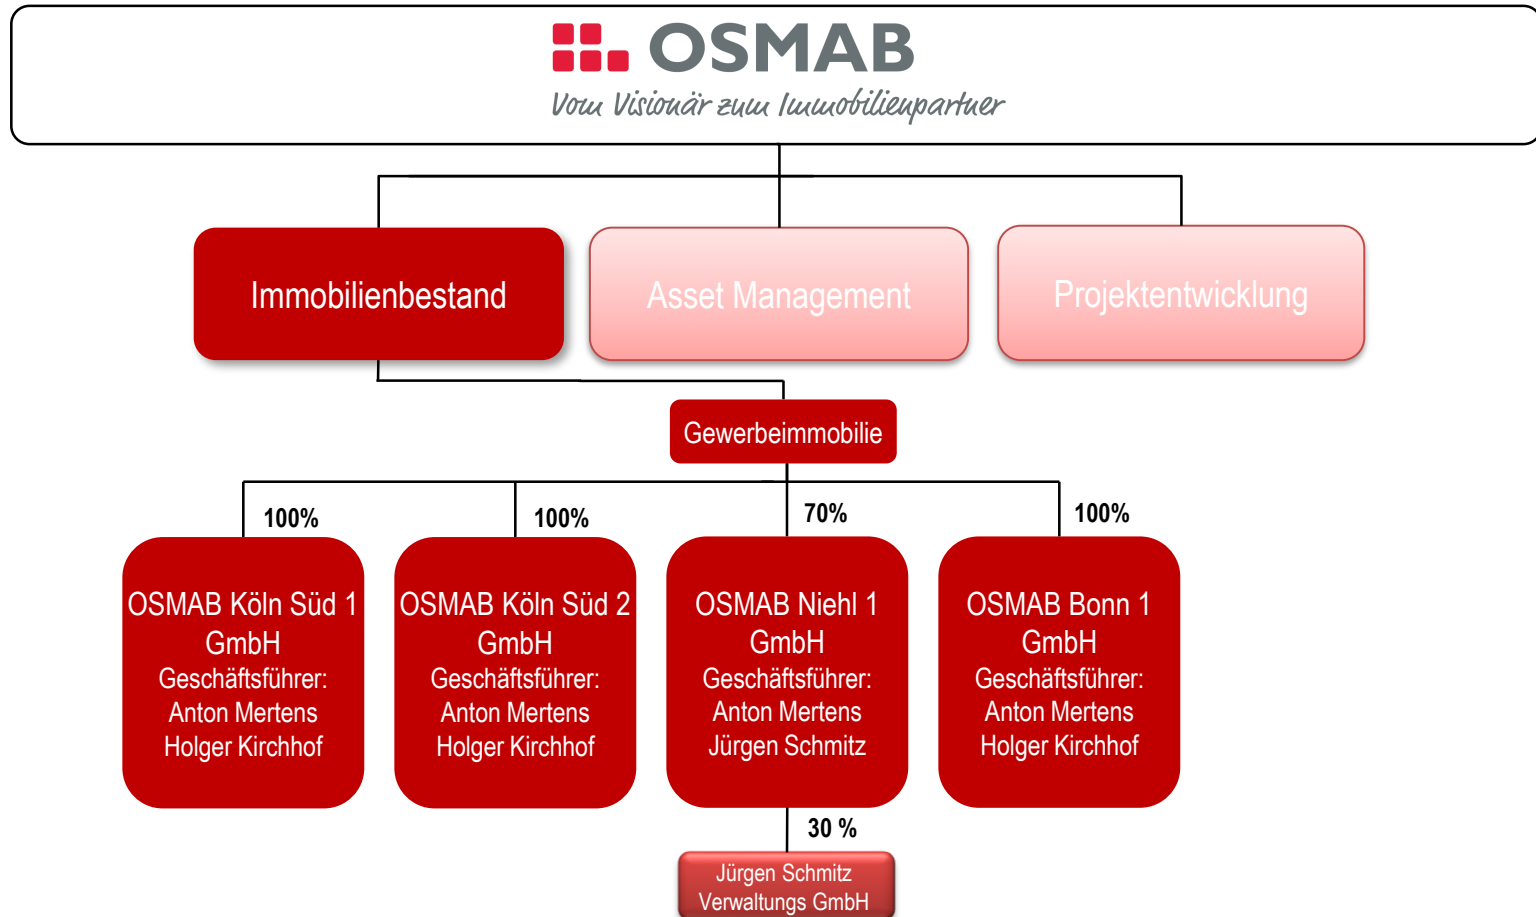 OSMAB
Vom Visionär zum Immobilienpartner
Immobilienbestand
Asset Management
Projektentwicklung
Gewerbeimmobilie
100%
100%
70%
100%
OSMAB Köln Süd 1
GmbH
Geschäftsführer:
Anton Mertens
Holger Kirchhof
OSMAB Köln Süd 2
GmbH
Geschäftsführer:
Anton Mertens
Holger Kirchhof
OSMAB Niehl 1
GmbH
Geschäftsführer:
Anton Mertens
Jürgen Schmitz
OSMAB Bonn 1
GmbH
Geschäftsführer:
Anton Mertens
Holger Kirchhof
30 %
Jürgen Schmitz
Verwaltungs GmbH